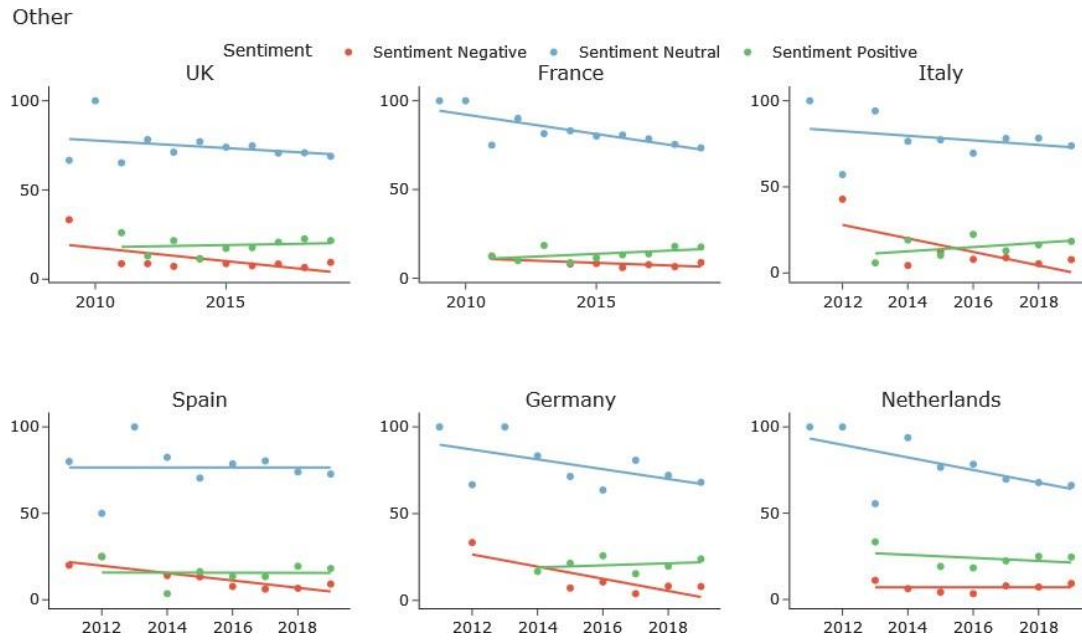 Other
Sentiment Sentiment Negative Sentiment Neutral Sentiment Positive
UK France Italy
100 100 100
50 50 50
0 0 0
2010 2015 2010 2015 2012 2014 2016 2018
Spain Germany Netherlands
100 100 100
50 50 50
0 0 0
2012 2014 2016 2018 2012 2014 2016 2018 2012 2014 2016 2018